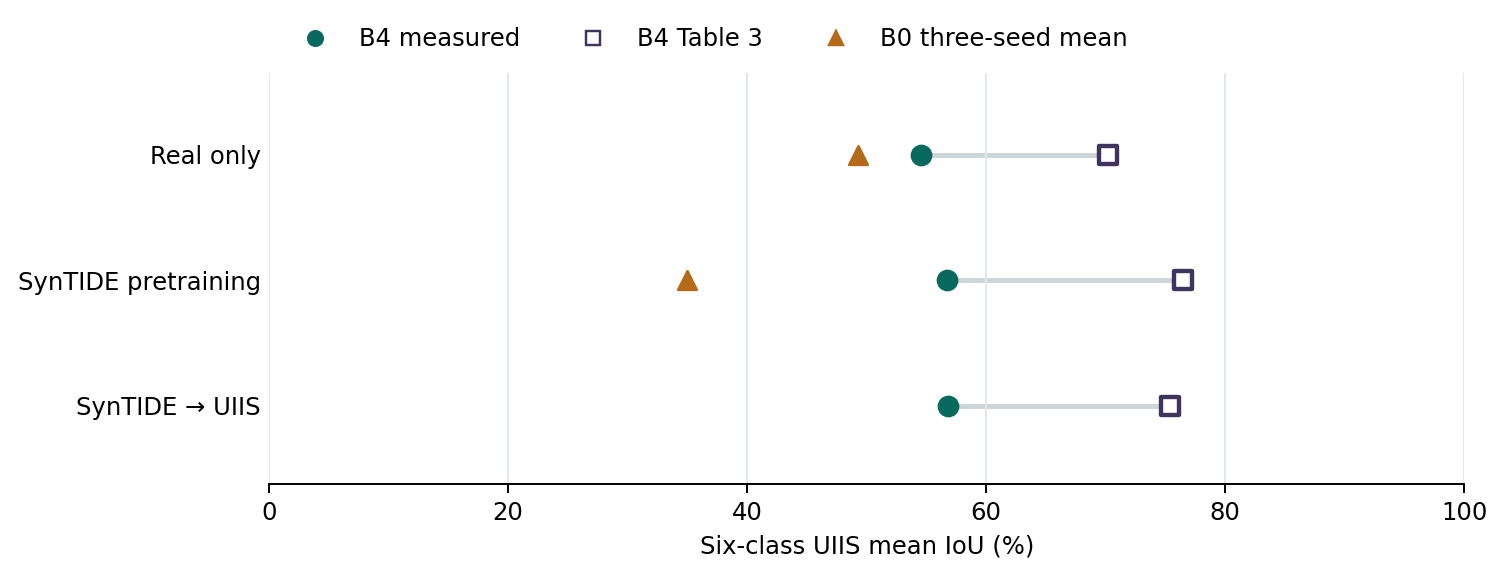 B4 measured B4 Table 3 B0 three-seed mean
Real only
SynTIDE pretraining
SynTIDE → UIIS
0 20 40 60 80 100
Six-class UIIS mean IoU (%)